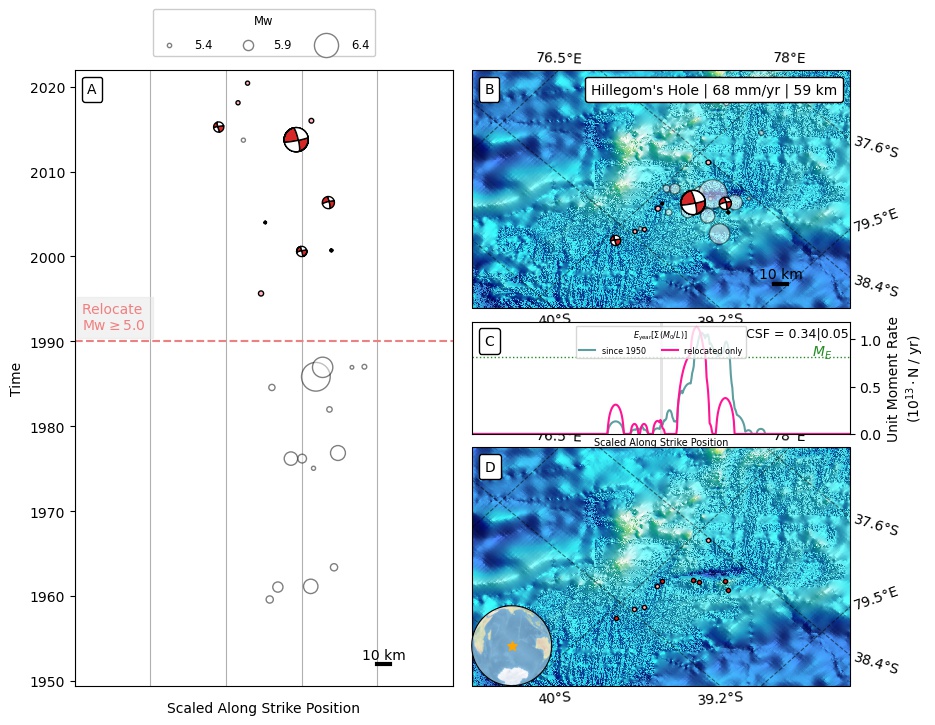 Mw
5.4 5.9 6.4
A
2020
2010
2000
1990
1980
1970
1960
1950
Time
Relocate
Mw ≥ 5.0
10 km
Scaled Along Strike Position
76.5°E 78°E
B
Hillegom's Hole | 68 mm/yr | 59 km
37.6°S
79.5°E
38.4°S
10 km
40°S 39.2°S
C
E_year[Σ(M_0/L)]
since 1950 relocated only
CSF = 0.34|0.05
M_E
1.0
0.5
0.0
Unit Moment Rate
(10^13 · N / yr)
Scaled Along Strike Position
76.5°E 78°E
D
37.6°S
79.5°E
38.4°S
40°S 39.2°S